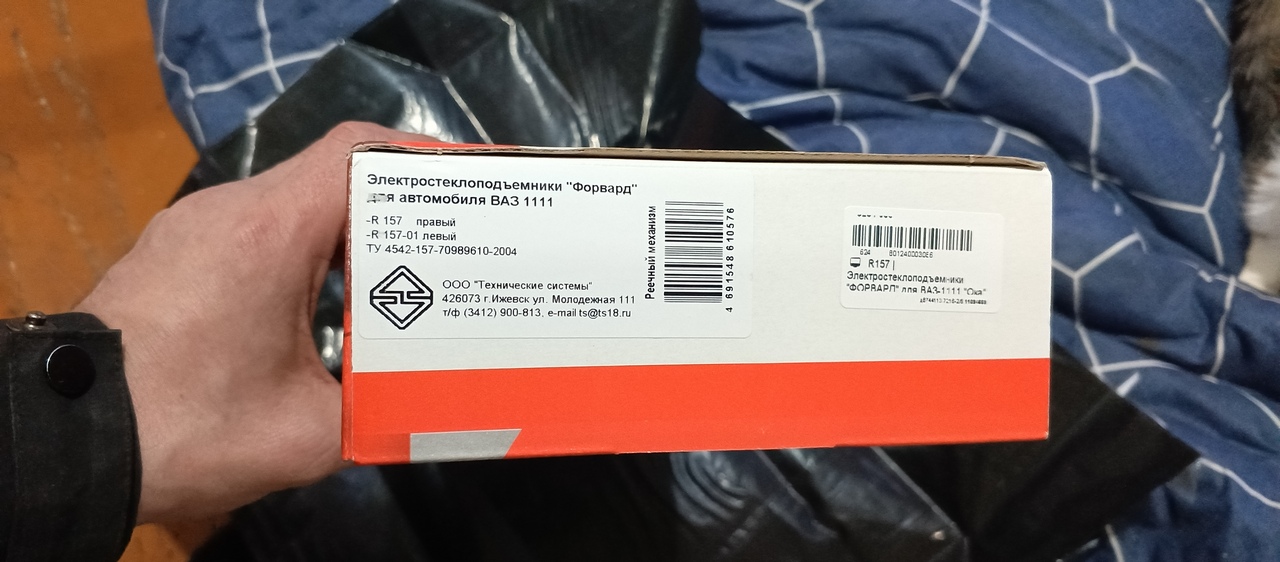 Электростеклоподъемники "Форвард"
для автомобиля ВАЗ 1111
-R 157 правый
-R 157-01 левый
ТУ 4542-157-70989610-2004
ООО "Технические системы"
426073 г.Ижевск ул. Молодежная 111
т/ф (3412) 900-813, e-mail ts@ts18.ru
Реечный механизм
4 691548 610576
R157 |
Электростеклоподъемники
"ФОРВАРД" для ВАЗ-1111 "Ока"